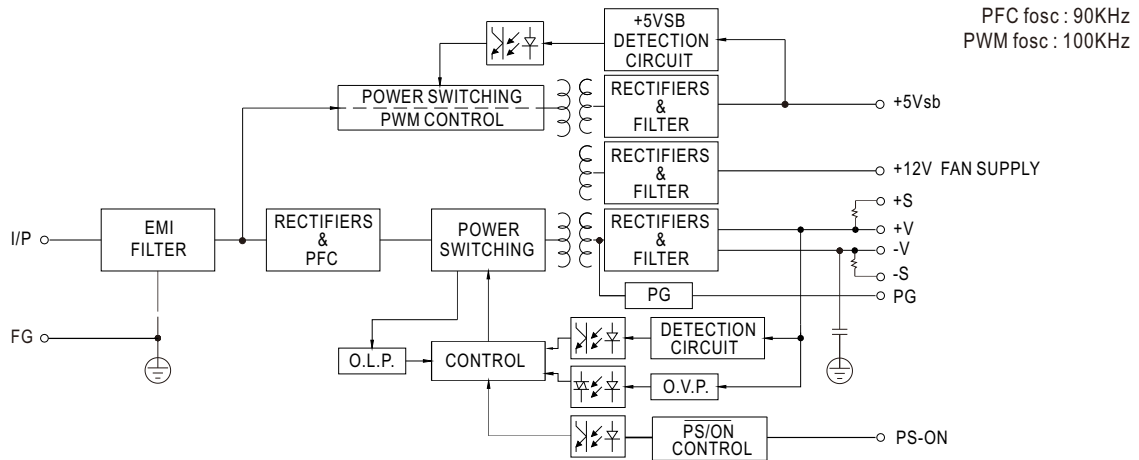 PFC fosc : 90KHz
PWM fosc : 100KHz
+5VSB
DETECTION
CIRCUIT
POWER SWITCHING
PWM CONTROL
RECTIFIERS
&
FILTER
+5Vsb
RECTIFIERS
&
FILTER
+12V FAN SUPPLY
I/P
EMI
FILTER
RECTIFIERS
&
PFC
POWER
SWITCHING
RECTIFIERS
&
FILTER
+S
+V
-V
-S
PG
PG
FG
O.L.P.
CONTROL
DETECTION
CIRCUIT
O.V.P.
PS/ON
CONTROL
PS-ON